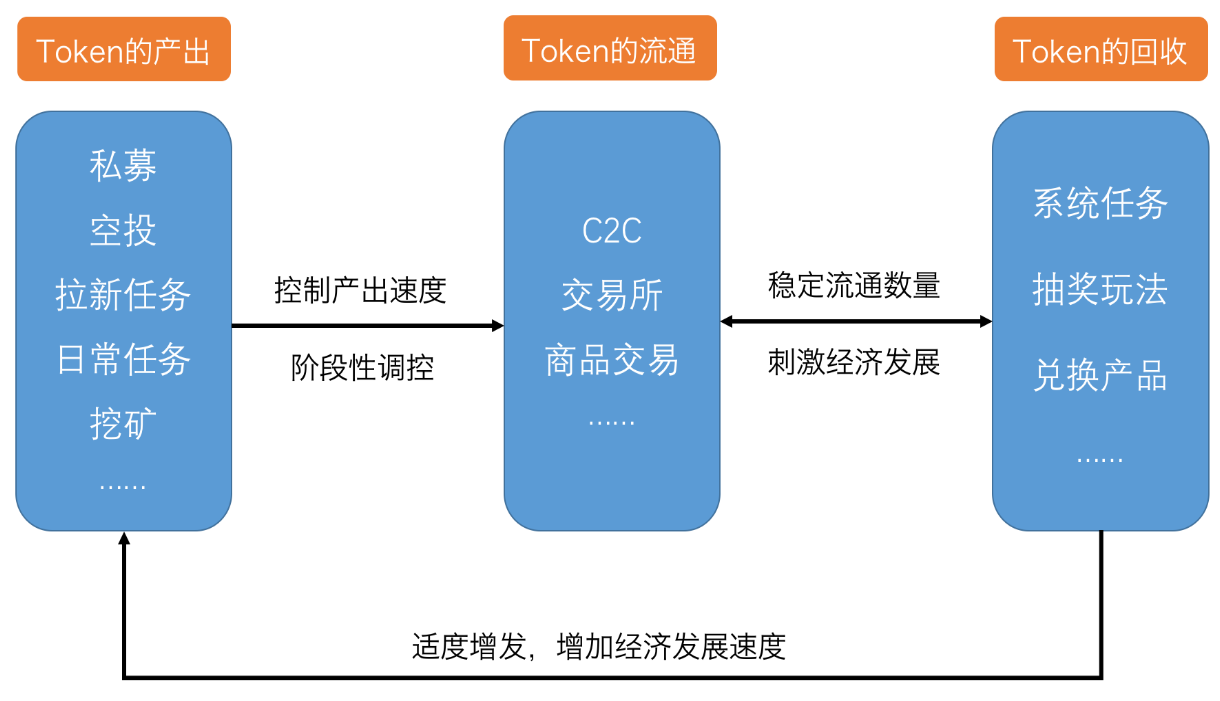 Token的产出
Token的流通
Token的回收
私募
空投
拉新任务
日常任务
挖矿
……
控制产出速度
阶段性调控
C2C
交易所
商品交易
……
稳定流通数量
刺激经济发展
系统任务
抽奖玩法
兑换产品
……
适度增发，增加经济发展速度